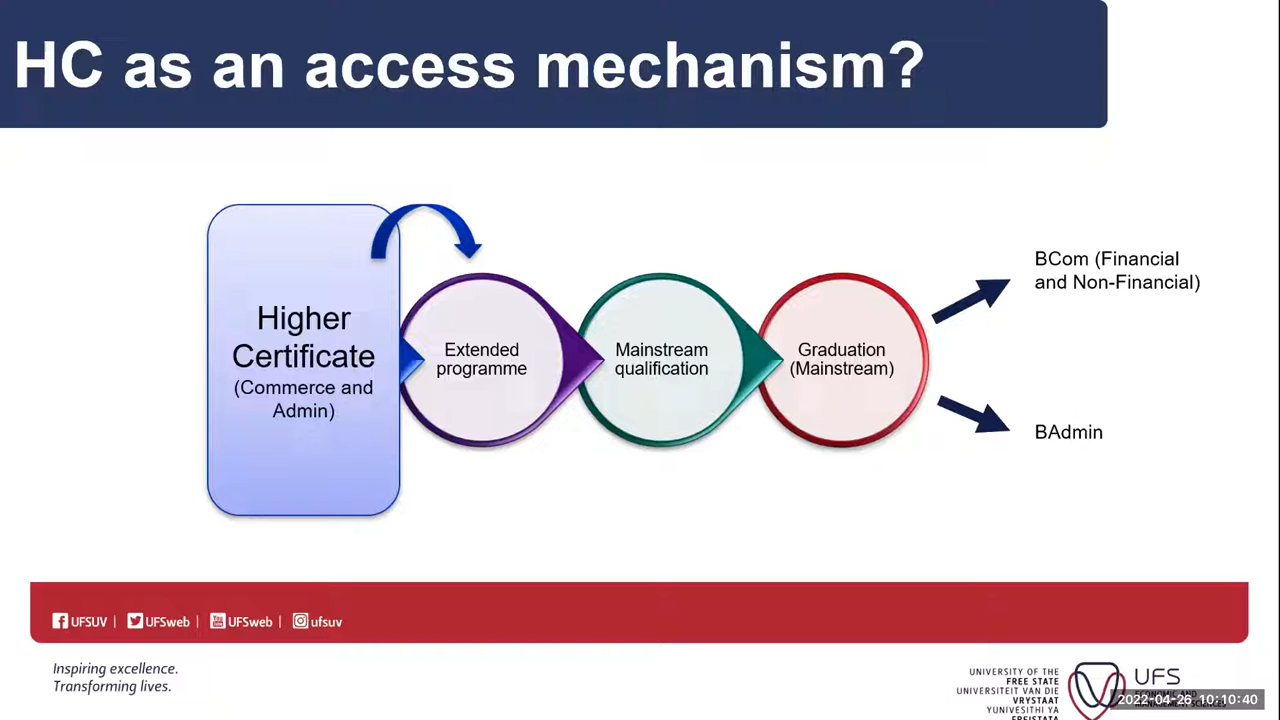 HC as an access mechanism?
Higher
Certificate
(Commerce and
Admin)
Extended
programme
Mainstream
qualification
Graduation
(Mainstream)
BCom (Financial
and Non-Financial)
BAdmin
UFSUV | UFSweb | UFSweb | ufsuv
Inspiring excellence.
Transforming lives.
UNIVERSITY OF THE
FREE STATE
UNIVERSITEIT VAN DIE
VRYSTAAT
YUNIVESITHI YA
FREISTATA
UFS
2022-04-26 10:10:40